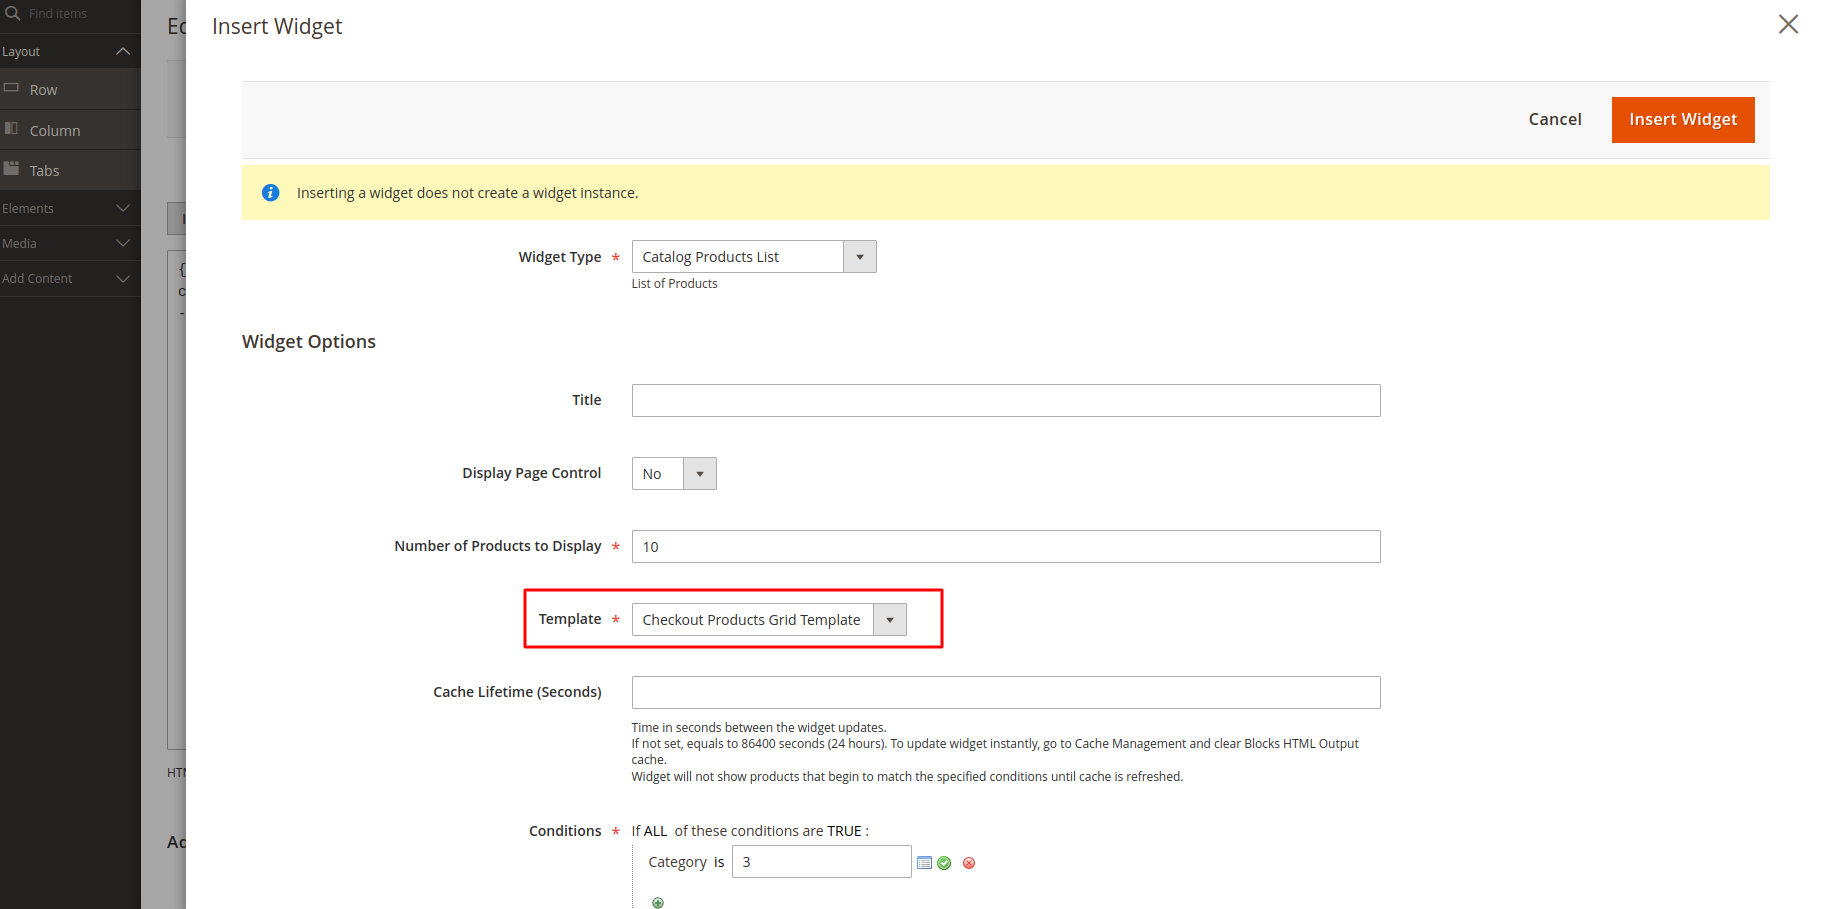 Find items
Layout
Row
Column
Tabs
Elements
Media
Add Content
Insert Widget
Cancel
Insert Widget
Inserting a widget does not create a widget instance.
Widget Type *
Catalog Products List
List of Products
Widget Options
Title
Display Page Control
No
Number of Products to Display *
10
Template *
Checkout Products Grid Template
Cache Lifetime (Seconds)
Time in seconds between the widget updates.
If not set, equals to 86400 seconds (24 hours). To update widget instantly, go to Cache Management and clear Blocks HTML Output
cache.
Widget will not show products that begin to match the specified conditions until cache is refreshed.
Conditions *
If ALL of these conditions are TRUE :
Category is 3